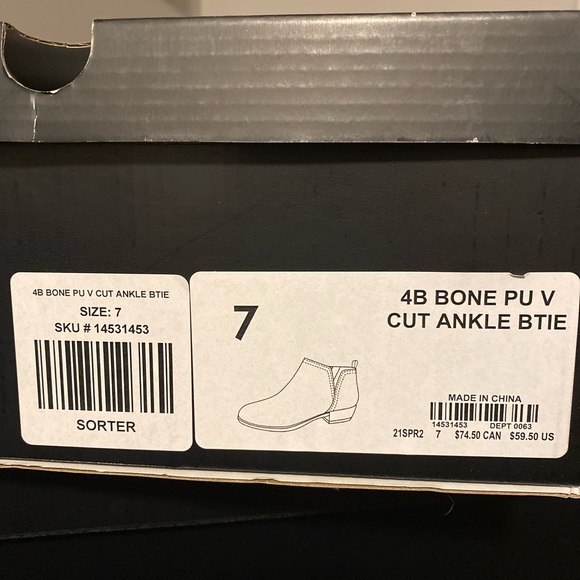 4B BONE PU V CUT ANKLE BTIE
SIZE: 7
SKU # 14531453
SORTER
7
4B BONE PU V
CUT ANKLE BTIE
MADE IN CHINA
14531453 DEPT 0063
21SPR2 7 $74.50 CAN $59.50 US